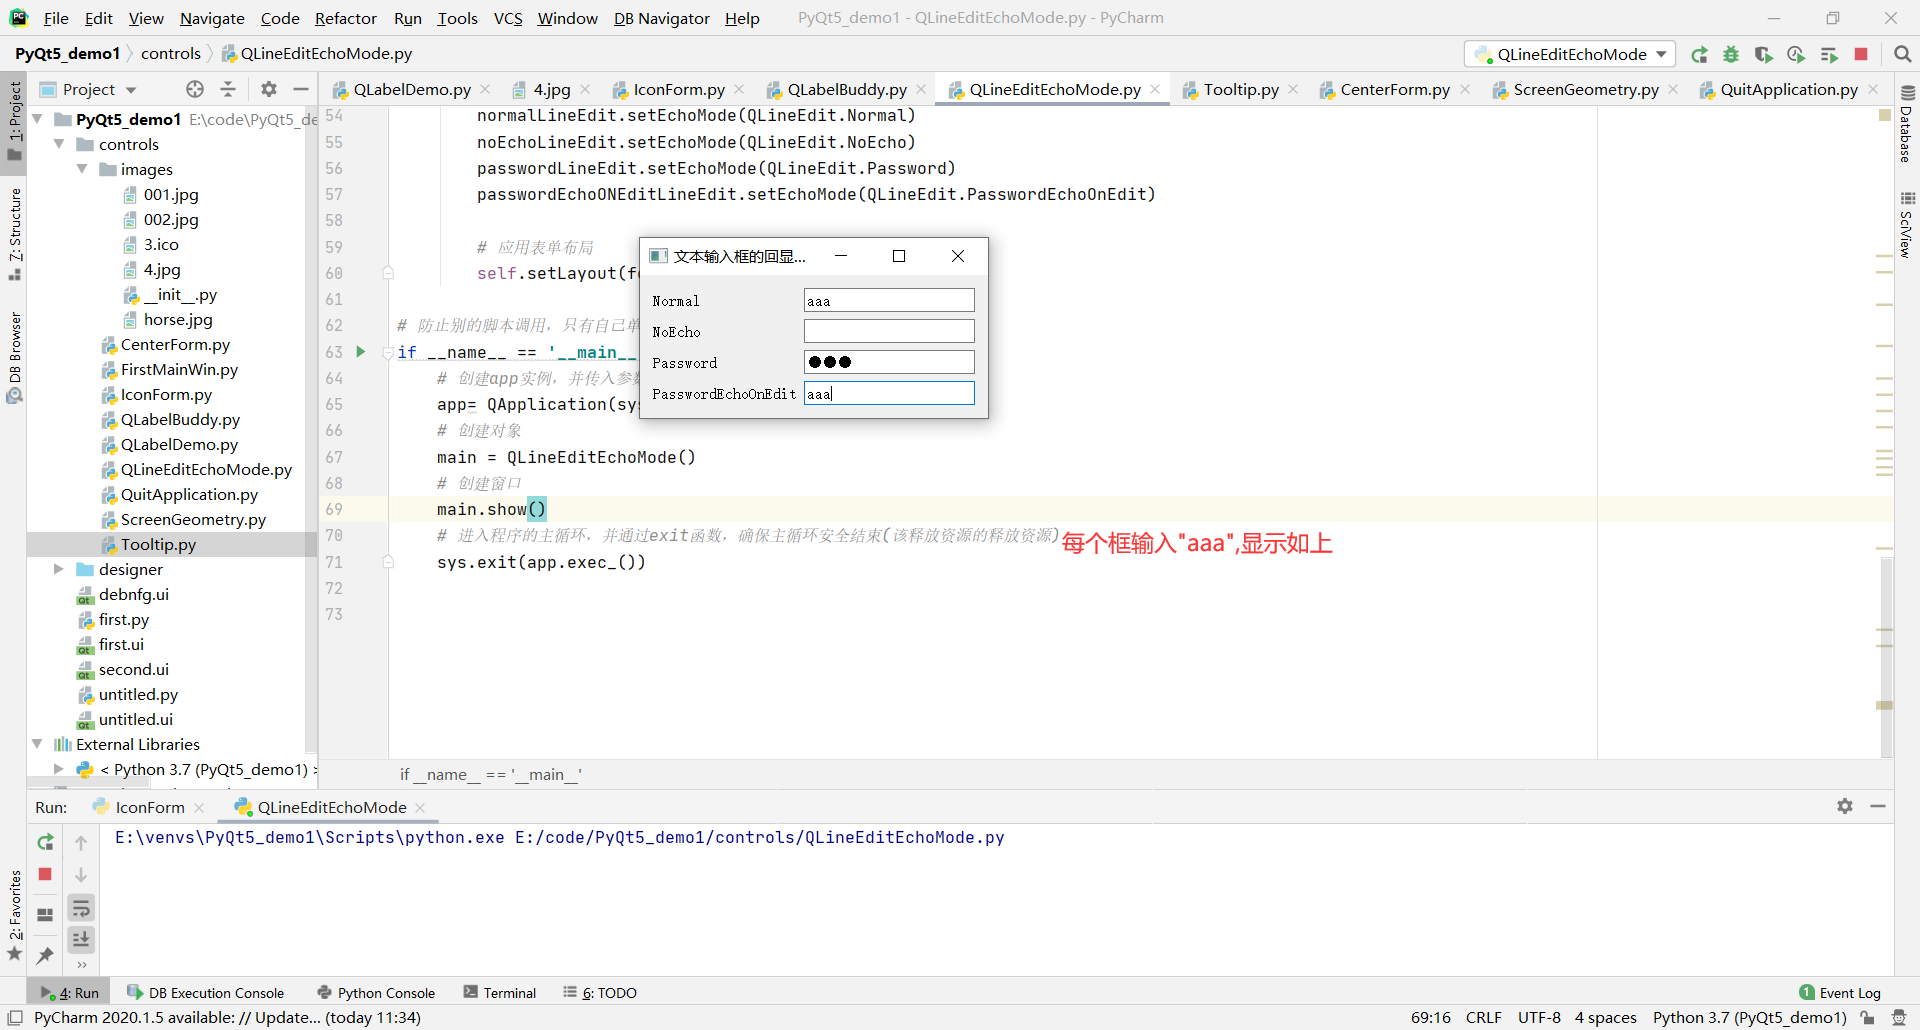 File Edit View Navigate Code Refactor Run Tools VCS Window DB Navigator Help PyQt5_demo1 - QLineEditEchoMode.py - PyCharm
PyQt5_demo1 controls QLineEditEchoMode.py QLineEditEchoMode
Project QLabelDemo.py 4.jpg IconForm.py QLabelBuddy.py QLineEditEchoMode.py Tooltip.py CenterForm.py ScreenGeometry.py QuitApplication.py
1: Project
7: Structure
DB Browser
2: Favorites
Database
SciView
PyQt5_demo1 E:\code\PyQt5_de
controls
images
001.jpg
002.jpg
3.ico
4.jpg
__init__.py
horse.jpg
CenterForm.py
FirstMainWin.py
IconForm.py
QLabelBuddy.py
QLabelDemo.py
QLineEditEchoMode.py
QuitApplication.py
ScreenGeometry.py
Tooltip.py
designer
debnfg.ui
first.py
first.ui
second.ui
untitled.py
untitled.ui
External Libraries
< Python 3.7 (PyQt5_demo1) >
54 normalLineEdit.setEchoMode(QLineEdit.Normal)
55 noEchoLineEdit.setEchoMode(QLineEdit.NoEcho)
56 passwordLineEdit.setEchoMode(QLineEdit.Password)
57 passwordEchoONEditLineEdit.setEchoMode(QLineEdit.PasswordEchoOnEdit)
58
59 # 应用表单布局
60 self.setLayout(fo
61
62 # 防止别的脚本调用，只有自己单
63 if __name__ == '__main__
64 # 创建app实例，并传入参数
65 app= QApplication(sys
66 # 创建对象
67 main = QLineEditEchoMode()
68 # 创建窗口
69 main.show()
70 # 进入程序的主循环，并通过exit函数，确保主循环安全结束(该释放资源的释放资源)
71 sys.exit(app.exec_())
72
73
文本输入框的回显...
Normal aaa
NoEcho
Password ●●●
PasswordEchoOnEdit aaa
每个框输入"aaa",显示如上
if __name__ == '__main__'
Run: IconForm QLineEditEchoMode
E:\venvs\PyQt5_demo1\Scripts\python.exe E:/code/PyQt5_demo1/controls/QLineEditEchoMode.py
4: Run DB Execution Console Python Console Terminal 6: TODO 1 Event Log
PyCharm 2020.1.5 available: // Update... (today 11:34) 69:16 CRLF UTF-8 4 spaces Python 3.7 (PyQt5_demo1)